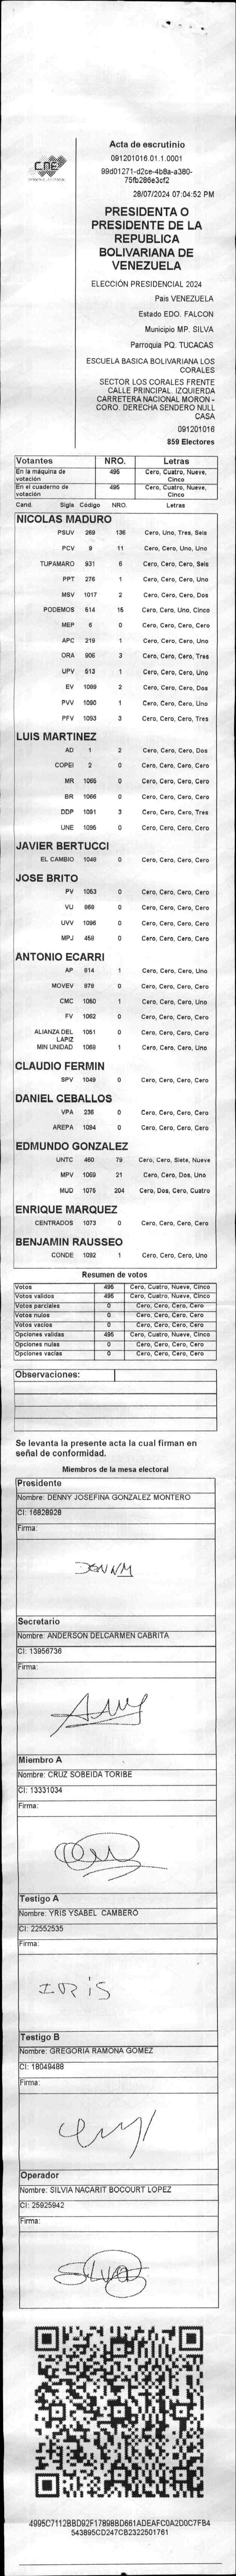 CNE
Acta de escrutinio
091201016.01.1.0001
99d01271-d2ce-4b8a-a380-
75fb286e3cf2
28/07/2024 07:04:52 PM
PRESIDENTA O
PRESIDENTE DE LA
REPUBLICA
BOLIVARIANA DE
VENEZUELA
ELECCIÓN PRESIDENCIAL 2024
Pais VENEZUELA
Estado EDO. FALCON
Municipio MP. SILVA
Parroquia PQ. TUCACAS
ESCUELA BASICA BOLIVARIANA LOS
CORALES
SECTOR LOS CORALES FRENTE
CALLE PRINCIPAL. IZQUIERDA
CARRETERA NACIONAL MORON -
CORO. DERECHA SENDERO NULL
CASA
091201016
859 Electores
Votantes NRO. Letras
En la máquina de votación 495 Cero, Cuatro, Nueve, Cinco
En el cuaderno de votación 495 Cero, Cuatro, Nueve, Cinco
Cand. Sigla Código NRO. Letras
NICOLAS MADURO
PSUV 269 136 Cero, Uno, Tres, Seis
PCV 9 11 Cero, Cero, Uno, Uno
TUPAMARO 931 6 Cero, Cero, Cero, Seis
PPT 276 1 Cero, Cero, Cero, Uno
MSV 1017 2 Cero, Cero, Cero, Dos
PODEMOS 514 15 Cero, Cero, Uno, Cinco
MEP 6 0 Cero, Cero, Cero, Cero
APC 219 1 Cero, Cero, Cero, Uno
ORA 906 3 Cero, Cero, Cero, Tres
UPV 513 1 Cero, Cero, Cero, Uno
EV 1089 2 Cero, Cero, Cero, Dos
PVV 1090 1 Cero, Cero, Cero, Uno
PFV 1093 3 Cero, Cero, Cero, Tres
LUIS MARTINEZ
AD 1 2 Cero, Cero, Cero, Dos
COPEI 2 0 Cero, Cero, Cero, Cero
MR 1065 0 Cero, Cero, Cero, Cero
BR 1066 0 Cero, Cero, Cero, Cero
DDP 1091 3 Cero, Cero, Cero, Tres
UNE 1095 0 Cero, Cero, Cero, Cero
JAVIER BERTUCCI
EL CAMBIO 1048 0 Cero, Cero, Cero, Cero
JOSE BRITO
PV 1053 0 Cero, Cero, Cero, Cero
VU 869 0 Cero, Cero, Cero, Cero
UVV 1096 0 Cero, Cero, Cero, Cero
MPJ 458 0 Cero, Cero, Cero, Cero
ANTONIO ECARRI
AP 914 1 Cero, Cero, Cero, Uno
MOVEV 979 0 Cero, Cero, Cero, Cero
CMC 1050 1 Cero, Cero, Cero, Uno
FV 1062 0 Cero, Cero, Cero, Cero
ALIANZA DEL LAPIZ 1051 0 Cero, Cero, Cero, Cero
MIN UNIDAD 1068 1 Cero, Cero, Cero, Uno
CLAUDIO FERMIN
SPV 1049 0 Cero, Cero, Cero, Cero
DANIEL CEBALLOS
VPA 236 0 Cero, Cero, Cero, Cero
AREPA 1094 0 Cero, Cero, Cero, Cero
EDMUNDO GONZALEZ
UNTC 460 79 Cero, Cero, Siete, Nueve
MPV 1069 21 Cero, Cero, Dos, Uno
MUD 1075 204 Cero, Dos, Cero, Cuatro
ENRIQUE MARQUEZ
CENTRADOS 1073 0 Cero, Cero, Cero, Cero
BENJAMIN RAUSSEO
CONDE 1092 1 Cero, Cero, Cero, Uno
Resumen de votos
Votos 495 Cero, Cuatro, Nueve, Cinco
Votos validos 495 Cero, Cuatro, Nueve, Cinco
Votos parciales 0 Cero, Cero, Cero, Cero
Votos nulos 0 Cero, Cero, Cero, Cero
Votos vacios 0 Cero, Cero, Cero, Cero
Opciones validas 495 Cero, Cuatro, Nueve, Cinco
Opciones nulas 0 Cero, Cero, Cero, Cero
Opciones vacias 0 Cero, Cero, Cero, Cero
Observaciones:
Se levanta la presente acta la cual firman en
señal de conformidad.
Miembros de la mesa electoral
Presidente
Nombre: DENNY JOSEFINA GONZALEZ MONTERO
CI: 16828928
Firma:
Secretario
Nombre: ANDERSON DELCARMEN CABRITA
CI: 13956736
Firma:
Miembro A
Nombre: CRUZ SOBEIDA TORIBE
CI: 13331034
Firma:
Testigo A
Nombre: YRIS YSABEL CAMBERO
CI: 22552535
Firma:
IRis
Testigo B
Nombre: GREGORIA RAMONA GOMEZ
CI: 18049488
Firma:
Operador
Nombre: SILVIA NACARIT BOCOURT LOPEZ
CI: 25925942
Firma:
4995C7112BBD92F17898BD661ADEAFC0A2D0C7FB4
543895CD247CB2322501761